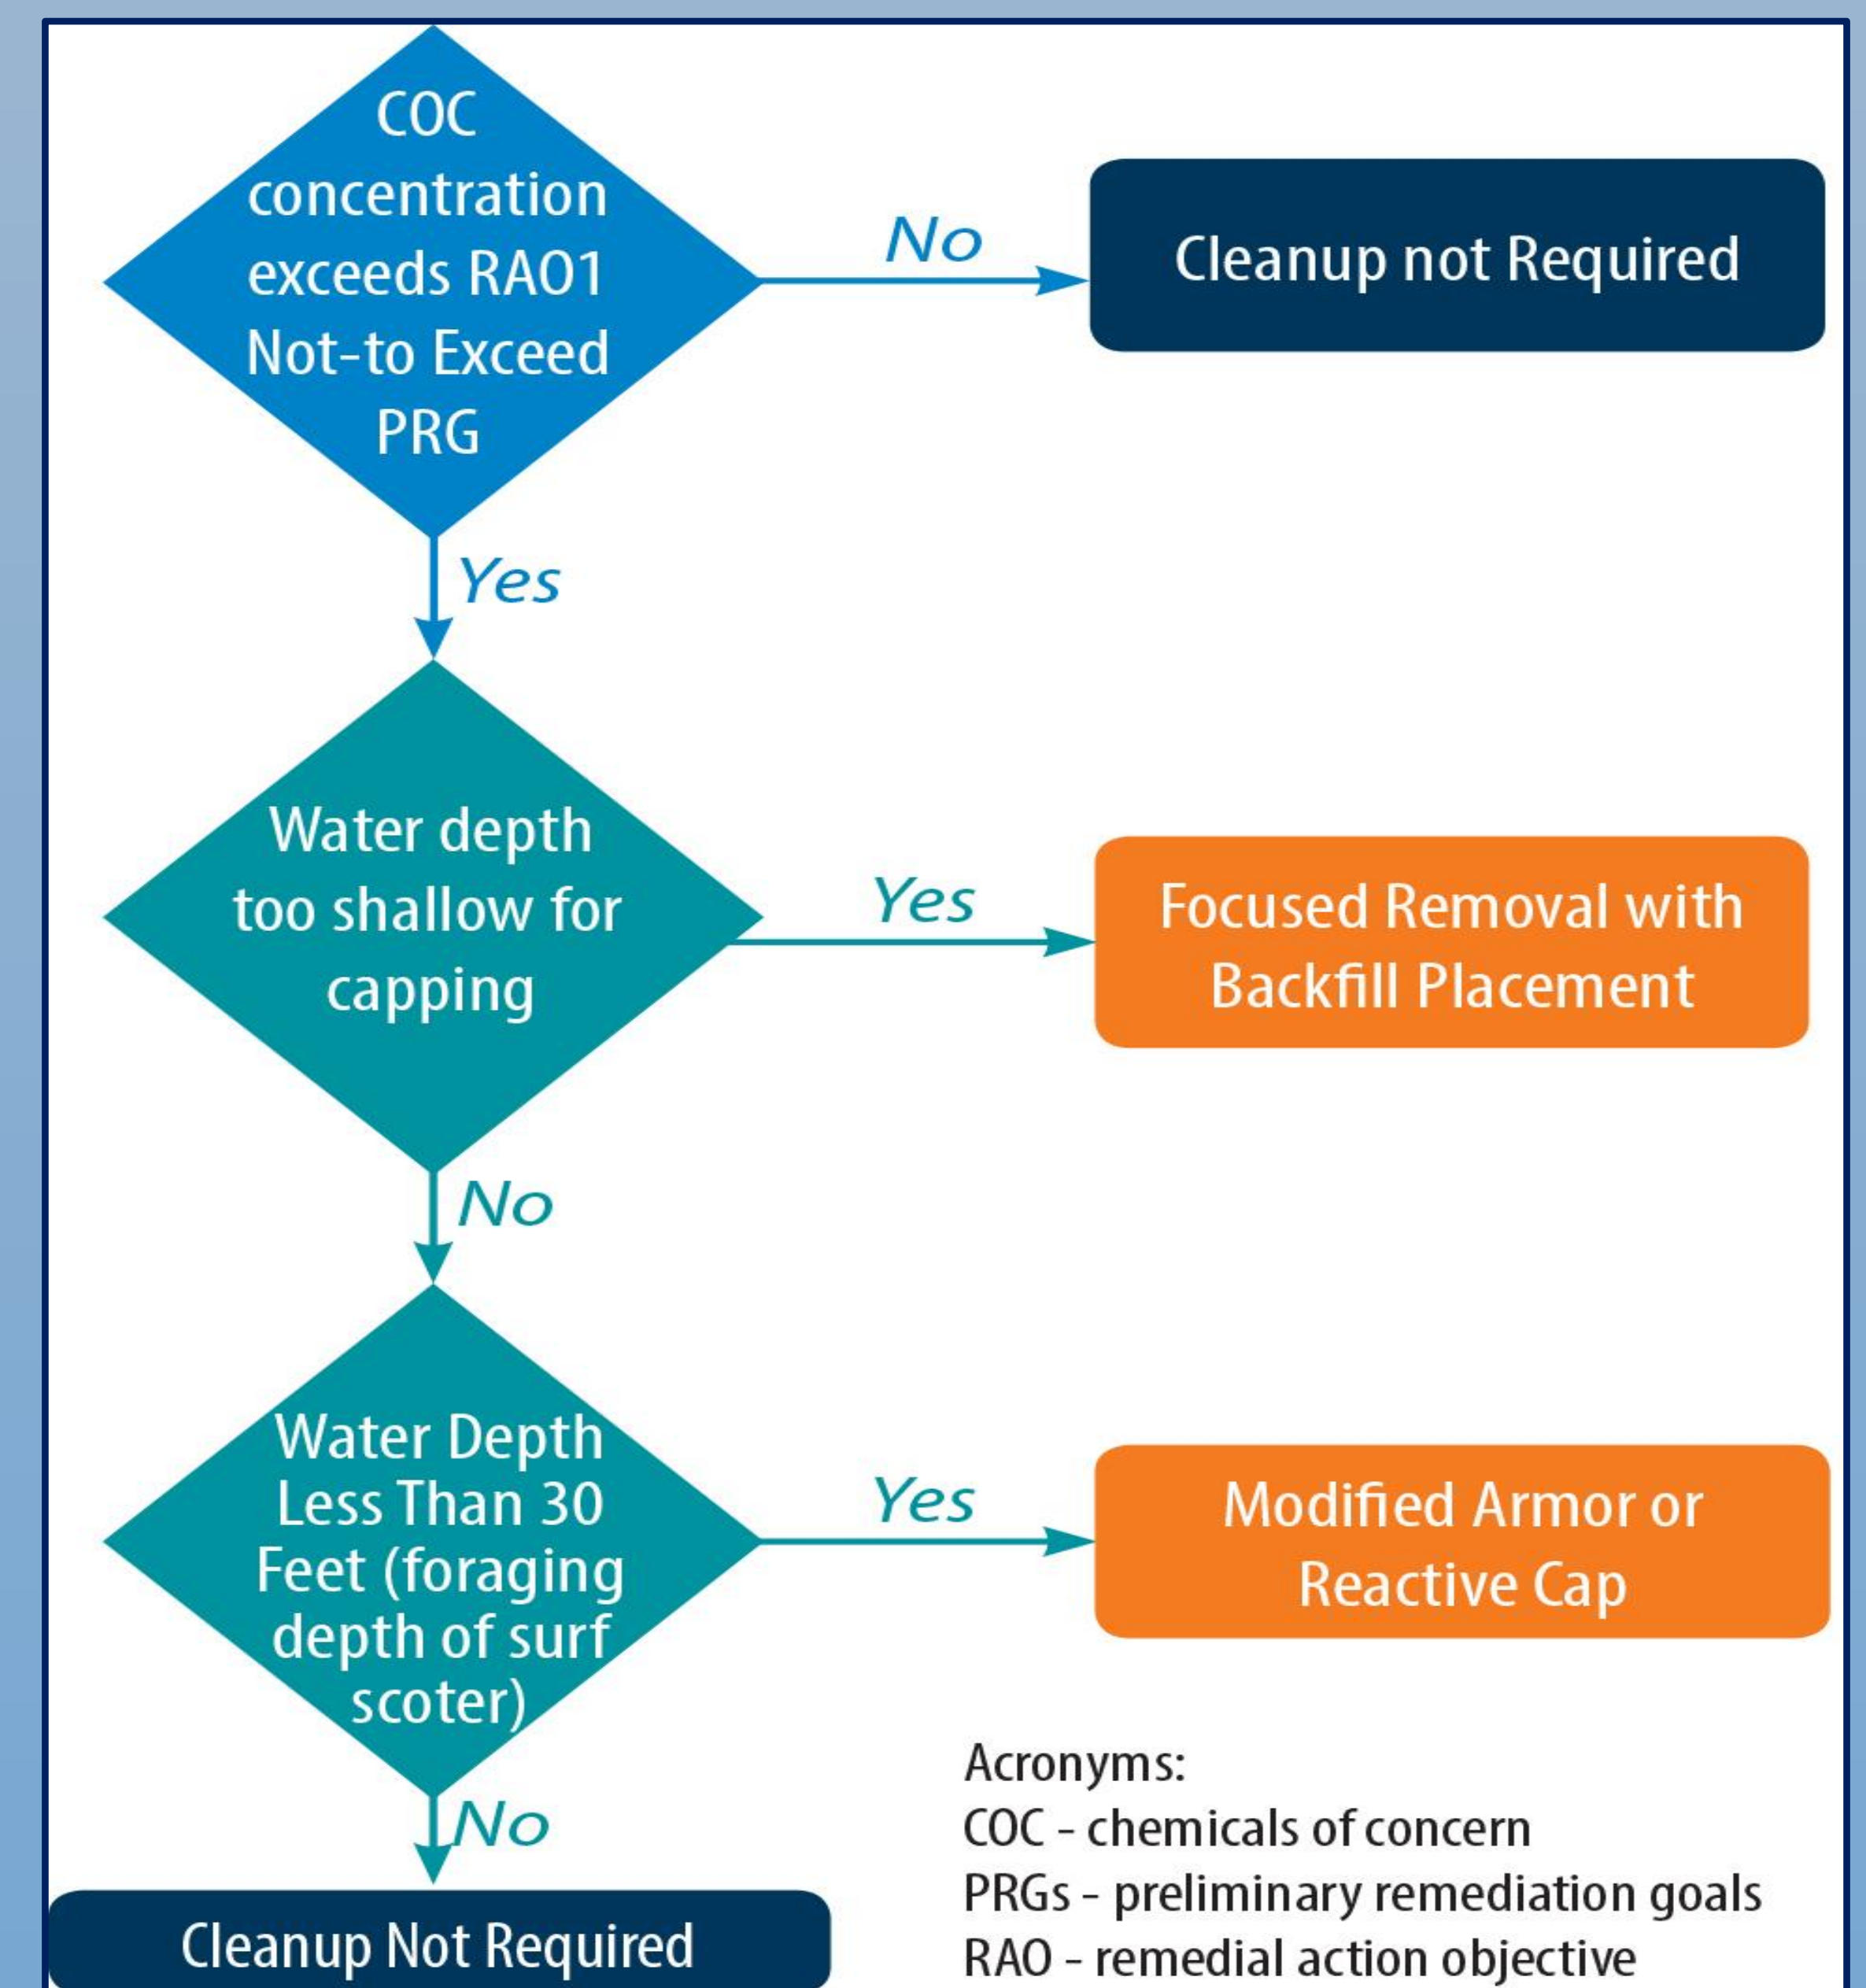 COC
concentration
exceeds RAO1
Not-to Exceed
PRG
No
Cleanup not Required
Yes
Water depth
too shallow for
capping
Yes
Focused Removal with
Backfill Placement
No
Water Depth
Less Than 30
Feet (foraging
depth of surf
scoter)
Yes
Modified Armor or
Reactive Cap
No
Cleanup Not Required
Acronyms:
COC - chemicals of concern
PRGs - preliminary remediation goals
RAO - remedial action objective